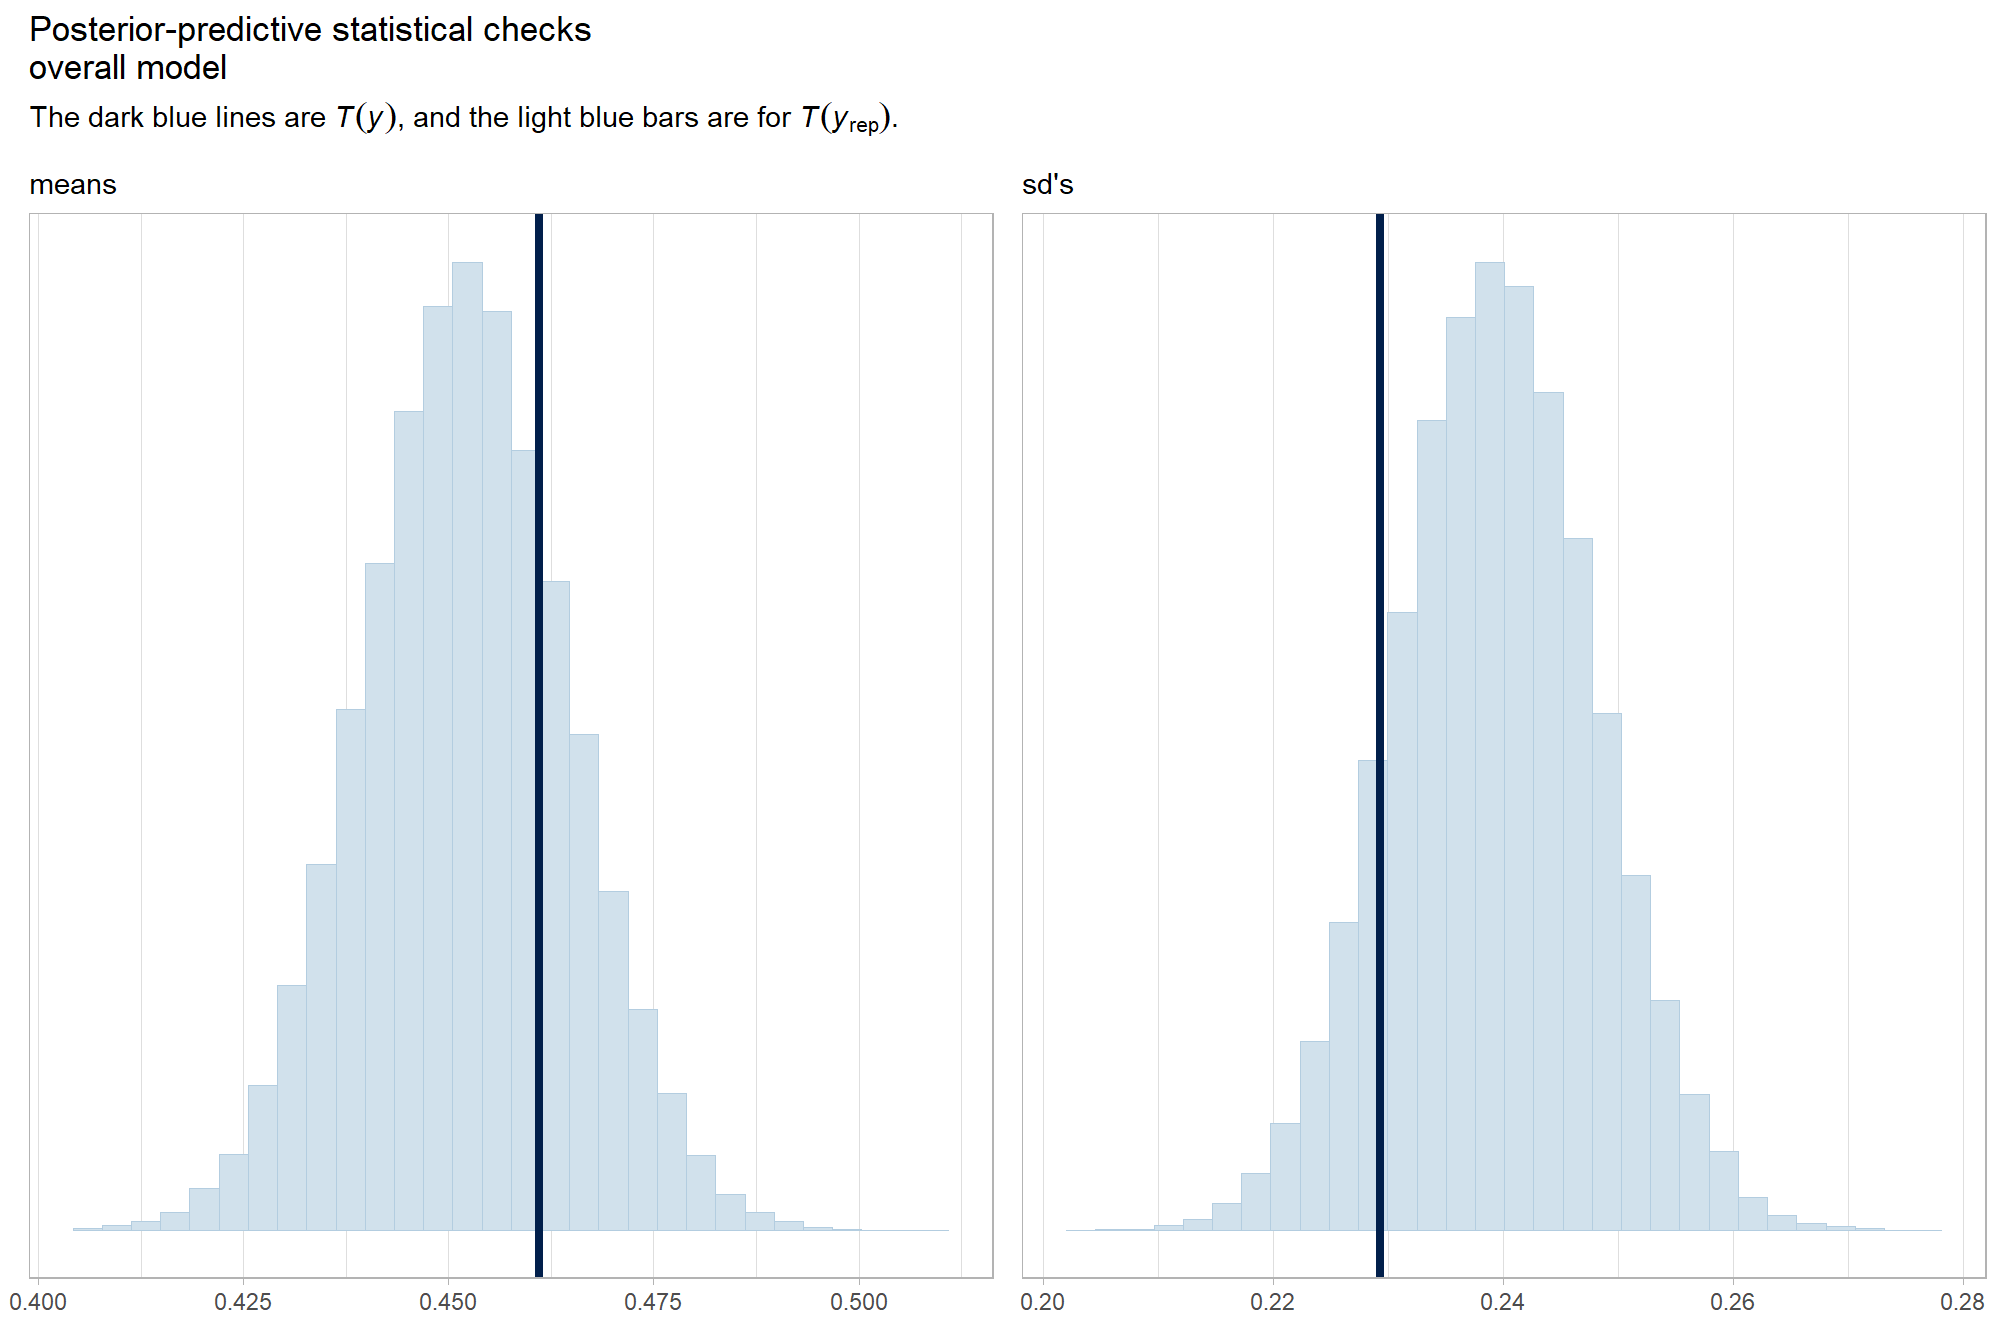 Posterior-predictive statistical checks
overall model
The dark blue lines are T(y), and the light blue bars are for T(y_rep).
means
sd's
0.400 0.425 0.450 0.475 0.500
0.20 0.22 0.24 0.26 0.28